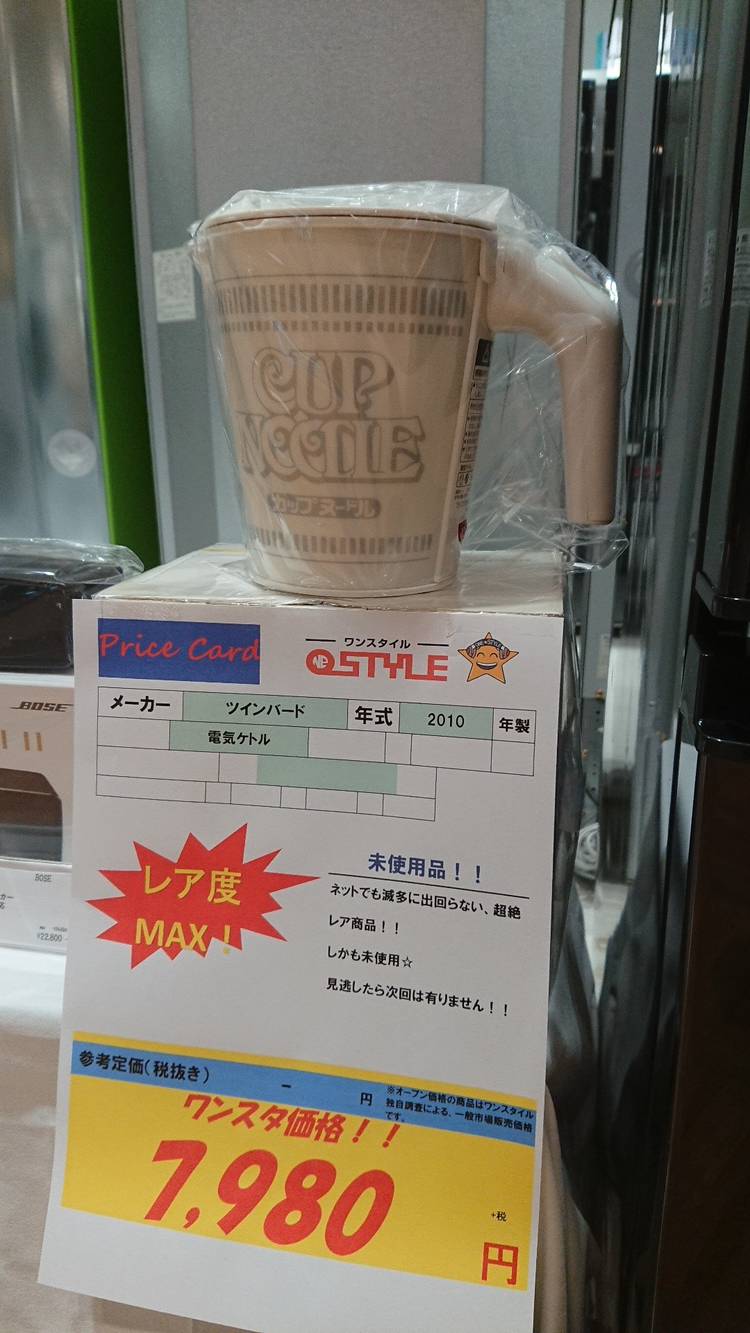 CUP
NOODLE
カップヌードル
Price Card
ワンスタイル
ONE STYLE
メーカー ツインバード 年式 2010 年製
電気ケトル
レア度
MAX！
未使用品！！
ネットでも滅多に出回らない、超絶
レア商品！！
しかも未使用☆
見逃したら次回は有りません！！
参考定価(税抜き) － 円
※オープン価格の商品はワンスタイル
独自調査による、一般市場販売価格
です。
ワンスタ価格！！
7,980
+税
円
BOSE
BOSE
¥22,800